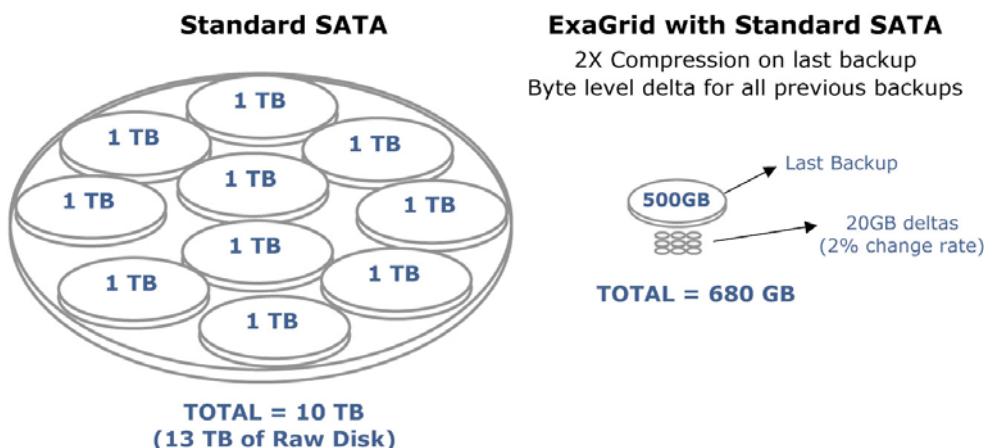 Standard SATA
1 TB
1 TB
1 TB
1 TB
1 TB
1 TB
1 TB
1 TB
1 TB
1 TB
TOTAL = 10 TB
(13 TB of Raw Disk)
ExaGrid with Standard SATA
2X Compression on last backup
Byte level delta for all previous backups
Last Backup
500GB
20GB deltas
(2% change rate)
TOTAL = 680 GB